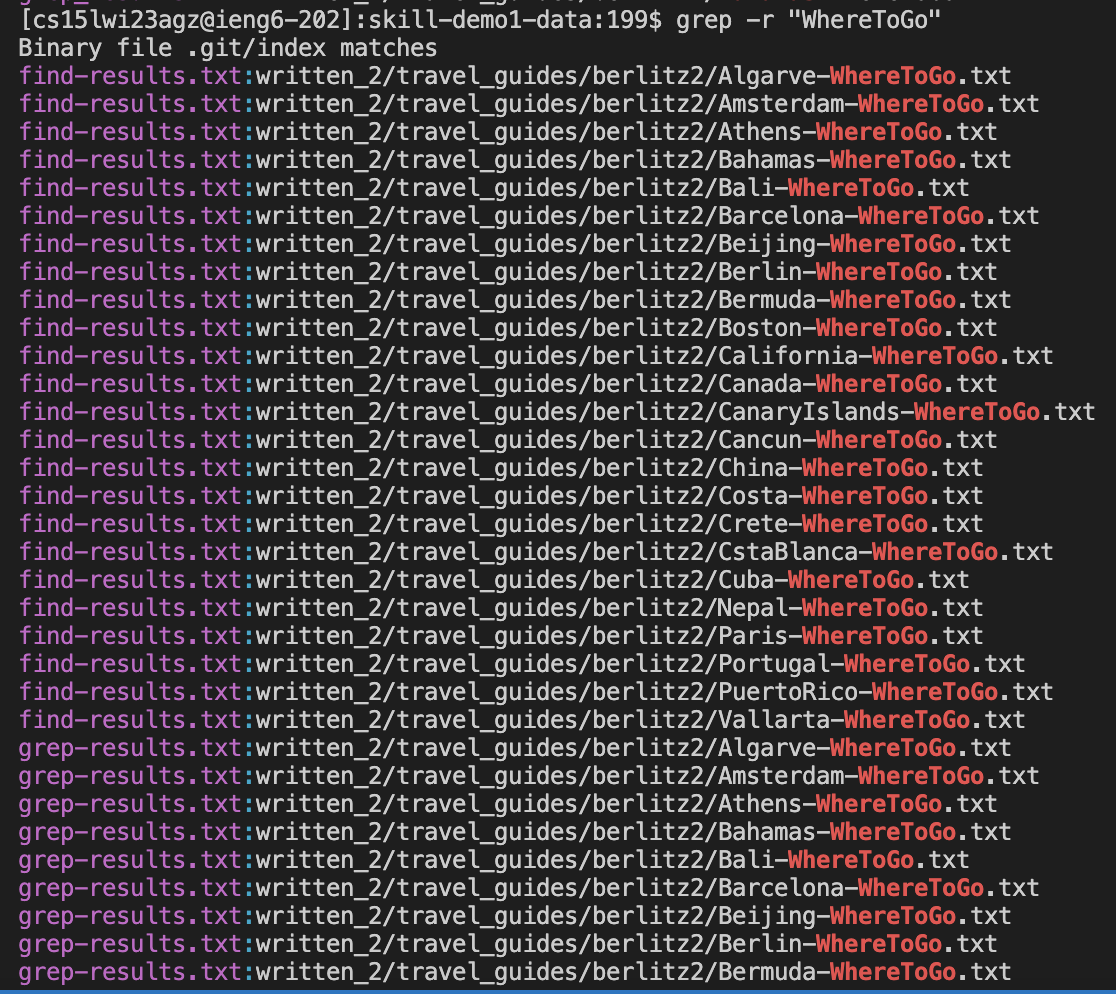 [cs15lwi23agz@ieng6-202]:skill-demo1-data:199$ grep -r "WhereToGo"
Binary file .git/index matches
find-results.txt:written_2/travel_guides/berlitz2/Algarve-WhereToGo.txt
find-results.txt:written_2/travel_guides/berlitz2/Amsterdam-WhereToGo.txt
find-results.txt:written_2/travel_guides/berlitz2/Athens-WhereToGo.txt
find-results.txt:written_2/travel_guides/berlitz2/Bahamas-WhereToGo.txt
find-results.txt:written_2/travel_guides/berlitz2/Bali-WhereToGo.txt
find-results.txt:written_2/travel_guides/berlitz2/Barcelona-WhereToGo.txt
find-results.txt:written_2/travel_guides/berlitz2/Beijing-WhereToGo.txt
find-results.txt:written_2/travel_guides/berlitz2/Berlin-WhereToGo.txt
find-results.txt:written_2/travel_guides/berlitz2/Bermuda-WhereToGo.txt
find-results.txt:written_2/travel_guides/berlitz2/Boston-WhereToGo.txt
find-results.txt:written_2/travel_guides/berlitz2/California-WhereToGo.txt
find-results.txt:written_2/travel_guides/berlitz2/Canada-WhereToGo.txt
find-results.txt:written_2/travel_guides/berlitz2/CanaryIslands-WhereToGo.txt
find-results.txt:written_2/travel_guides/berlitz2/Cancun-WhereToGo.txt
find-results.txt:written_2/travel_guides/berlitz2/China-WhereToGo.txt
find-results.txt:written_2/travel_guides/berlitz2/Costa-WhereToGo.txt
find-results.txt:written_2/travel_guides/berlitz2/Crete-WhereToGo.txt
find-results.txt:written_2/travel_guides/berlitz2/CstaBlanca-WhereToGo.txt
find-results.txt:written_2/travel_guides/berlitz2/Cuba-WhereToGo.txt
find-results.txt:written_2/travel_guides/berlitz2/Nepal-WhereToGo.txt
find-results.txt:written_2/travel_guides/berlitz2/Paris-WhereToGo.txt
find-results.txt:written_2/travel_guides/berlitz2/Portugal-WhereToGo.txt
find-results.txt:written_2/travel_guides/berlitz2/PuertoRico-WhereToGo.txt
find-results.txt:written_2/travel_guides/berlitz2/Vallarta-WhereToGo.txt
grep-results.txt:written_2/travel_guides/berlitz2/Algarve-WhereToGo.txt
grep-results.txt:written_2/travel_guides/berlitz2/Amsterdam-WhereToGo.txt
grep-results.txt:written_2/travel_guides/berlitz2/Athens-WhereToGo.txt
grep-results.txt:written_2/travel_guides/berlitz2/Bahamas-WhereToGo.txt
grep-results.txt:written_2/travel_guides/berlitz2/Bali-WhereToGo.txt
grep-results.txt:written_2/travel_guides/berlitz2/Barcelona-WhereToGo.txt
grep-results.txt:written_2/travel_guides/berlitz2/Beijing-WhereToGo.txt
grep-results.txt:written_2/travel_guides/berlitz2/Berlin-WhereToGo.txt
grep-results.txt:written_2/travel_guides/berlitz2/Bermuda-WhereToGo.txt